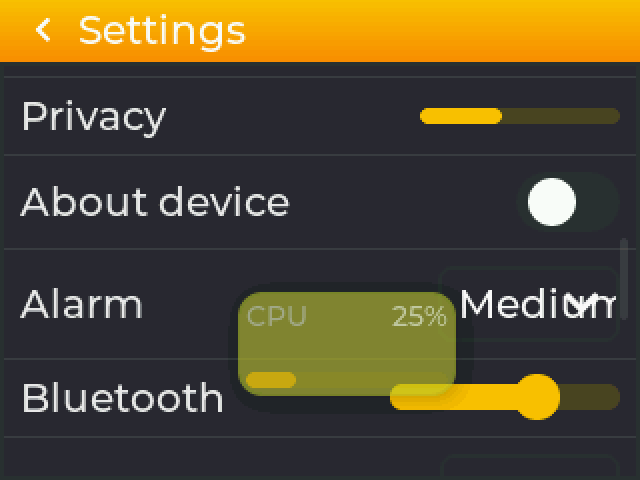 Settings
Privacy
About device
Alarm
Medium
CPU 25%
Bluetooth